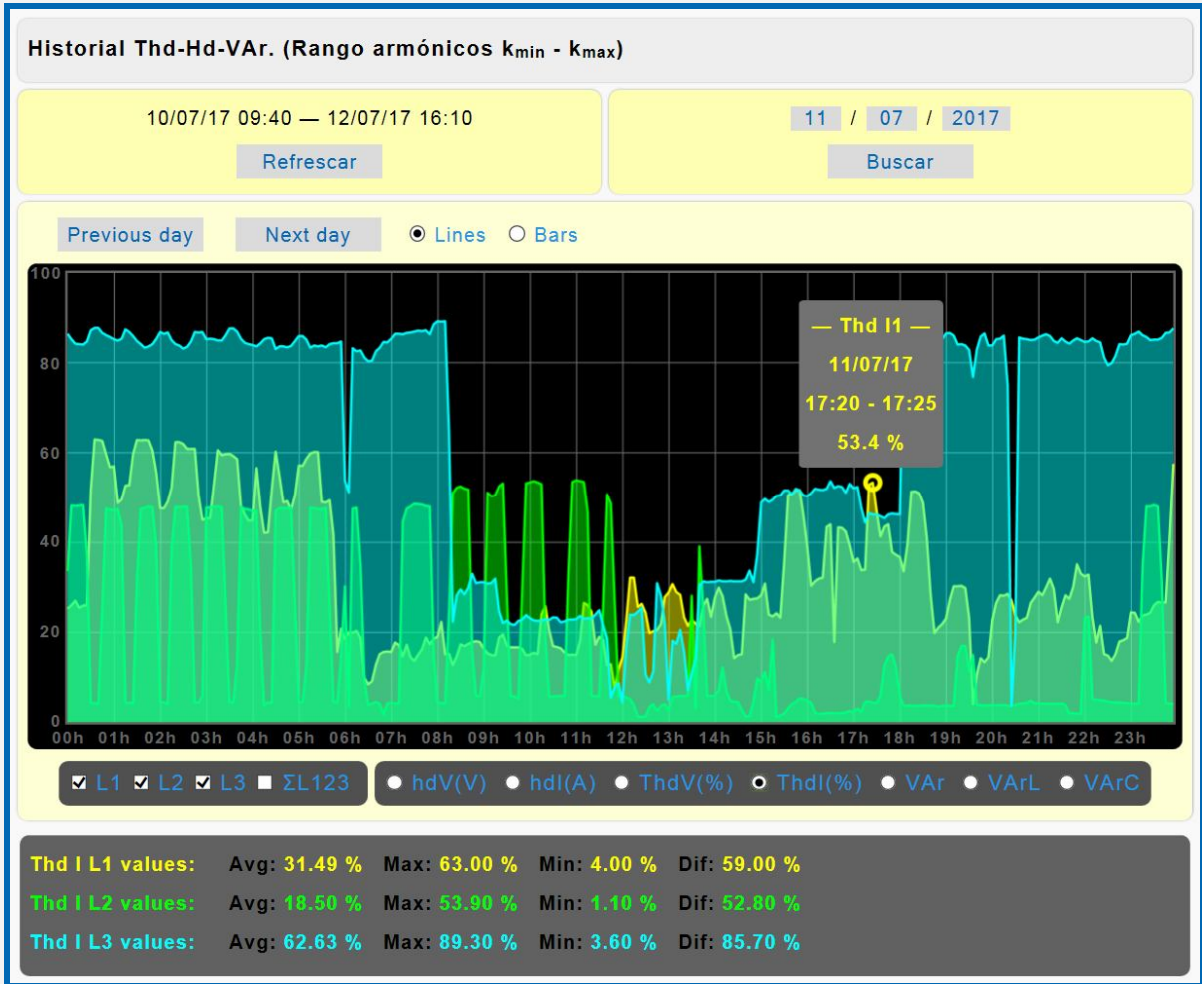 Historial Thd-Hd-VAr. (Rango armónicos kmin - kmax)
10/07/17 09:40 — 12/07/17 16:10
Refrescar
11 / 07 / 2017
Buscar
Previous day Next day Lines Bars
100
80
60
40
20
0
— Thd I1 —
11/07/17
17:20 - 17:25
53.4 %
00h 01h 02h 03h 04h 05h 06h 07h 08h 09h 10h 11h 12h 13h 14h 15h 16h 17h 18h 19h 20h 21h 22h 23h
L1 L2 L3 ΣL123 hdV(V) hdI(A) ThdV(%) ThdI(%) VAr VArL VArC
Thd I L1 values: Avg: 31.49 % Max: 63.00 % Min: 4.00 % Dif: 59.00 %
Thd I L2 values: Avg: 18.50 % Max: 53.90 % Min: 1.10 % Dif: 52.80 %
Thd I L3 values: Avg: 62.63 % Max: 89.30 % Min: 3.60 % Dif: 85.70 %